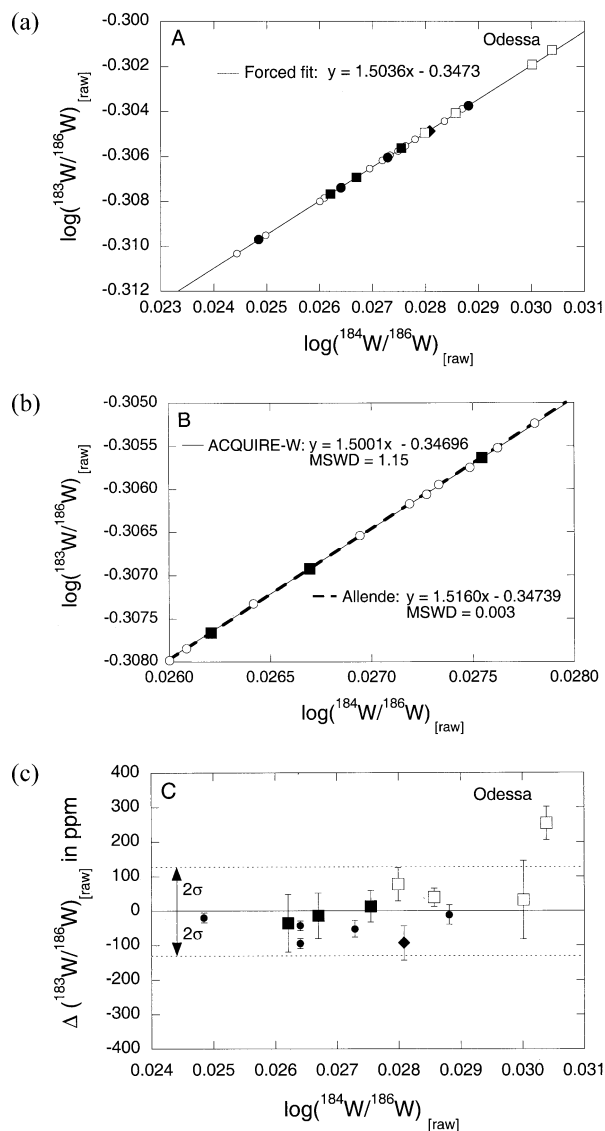 (a)
A
Odessa
Forced fit: y = 1.5036x - 0.3473
-0.300
-0.302
-0.304
-0.306
-0.308
-0.310
-0.312
log(¹⁸³W/¹⁸⁶W)[raw]
0.023 0.024 0.025 0.026 0.027 0.028 0.029 0.030 0.031
log(¹⁸⁴W/¹⁸⁶W)[raw]
(b)
B
ACQUIRE-W: y = 1.5001x - 0.34696
MSWD = 1.15
Allende: y = 1.5160x - 0.34739
MSWD = 0.003
-0.3050
-0.3055
-0.3060
-0.3065
-0.3070
-0.3075
-0.3080
log(¹⁸³W/¹⁸⁶W)[raw]
0.0260 0.0265 0.0270 0.0275 0.0280
log(¹⁸⁴W/¹⁸⁶W)[raw]
(c)
C
Odessa
2σ
2σ
400
300
200
100
0
-100
-200
-300
-400
Δ (¹⁸³W/¹⁸⁶W)[raw] in ppm
0.024 0.025 0.026 0.027 0.028 0.029 0.030 0.031
log(¹⁸⁴W/¹⁸⁶W)[raw]